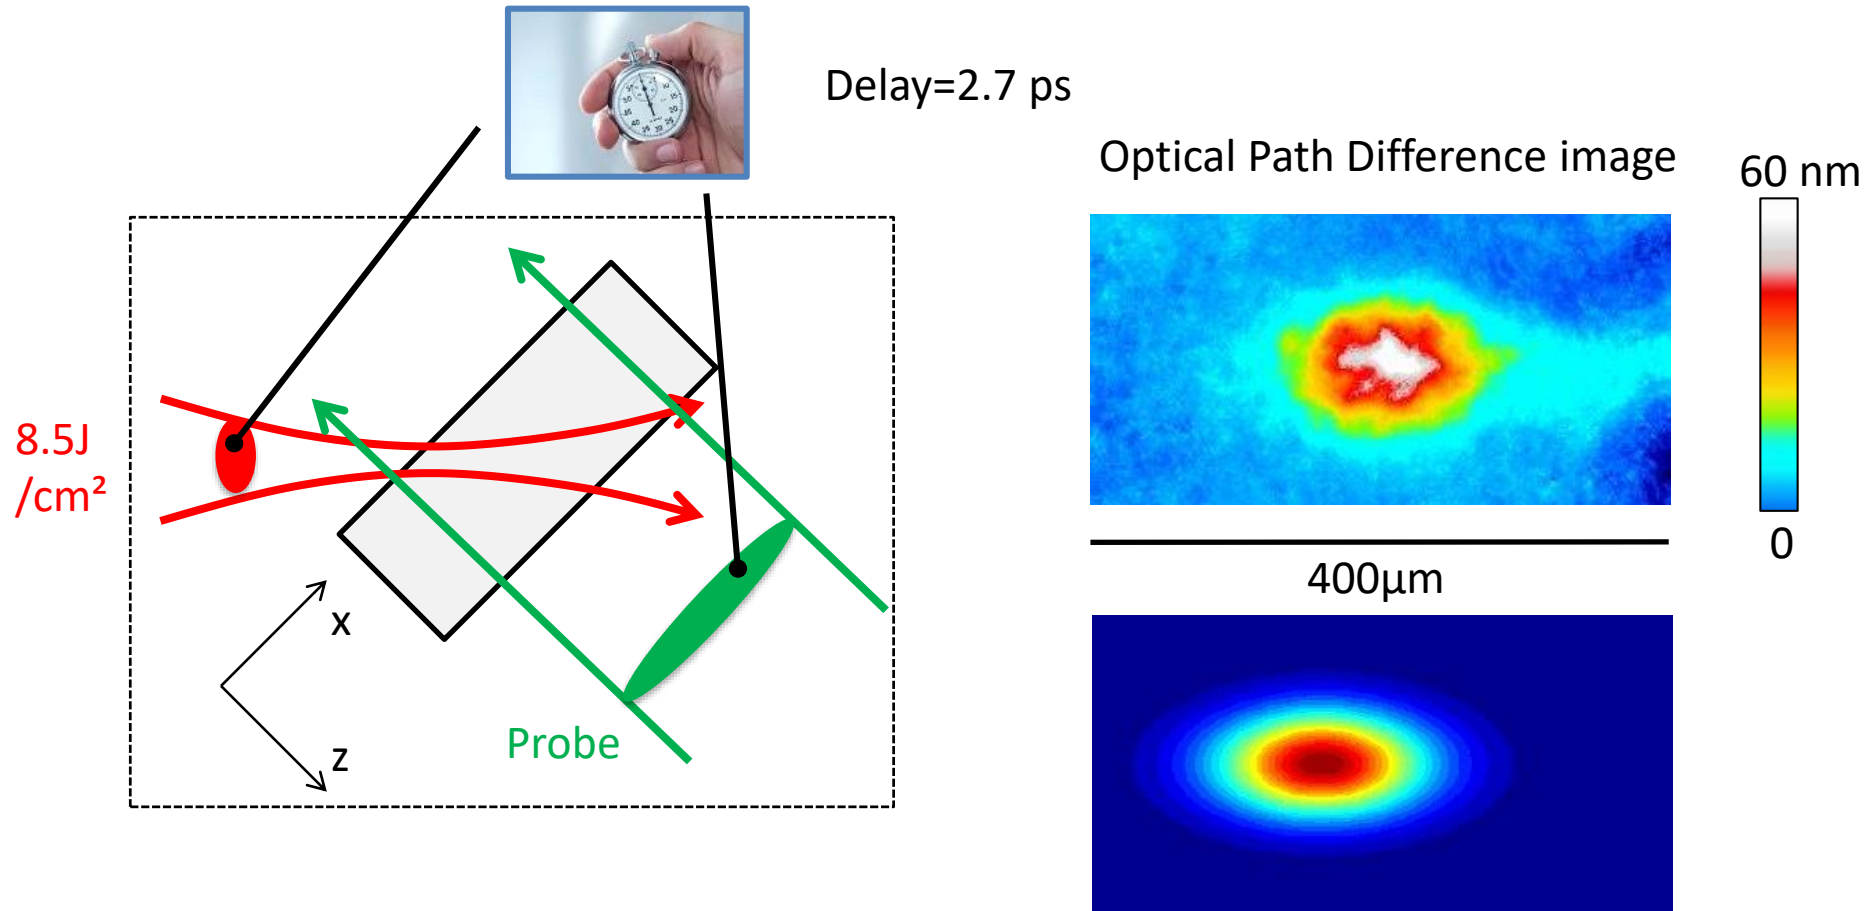 Delay=2.7 ps
Optical Path Difference image
60 nm
8.5J
/cm²
x
z
Probe
0
400µm